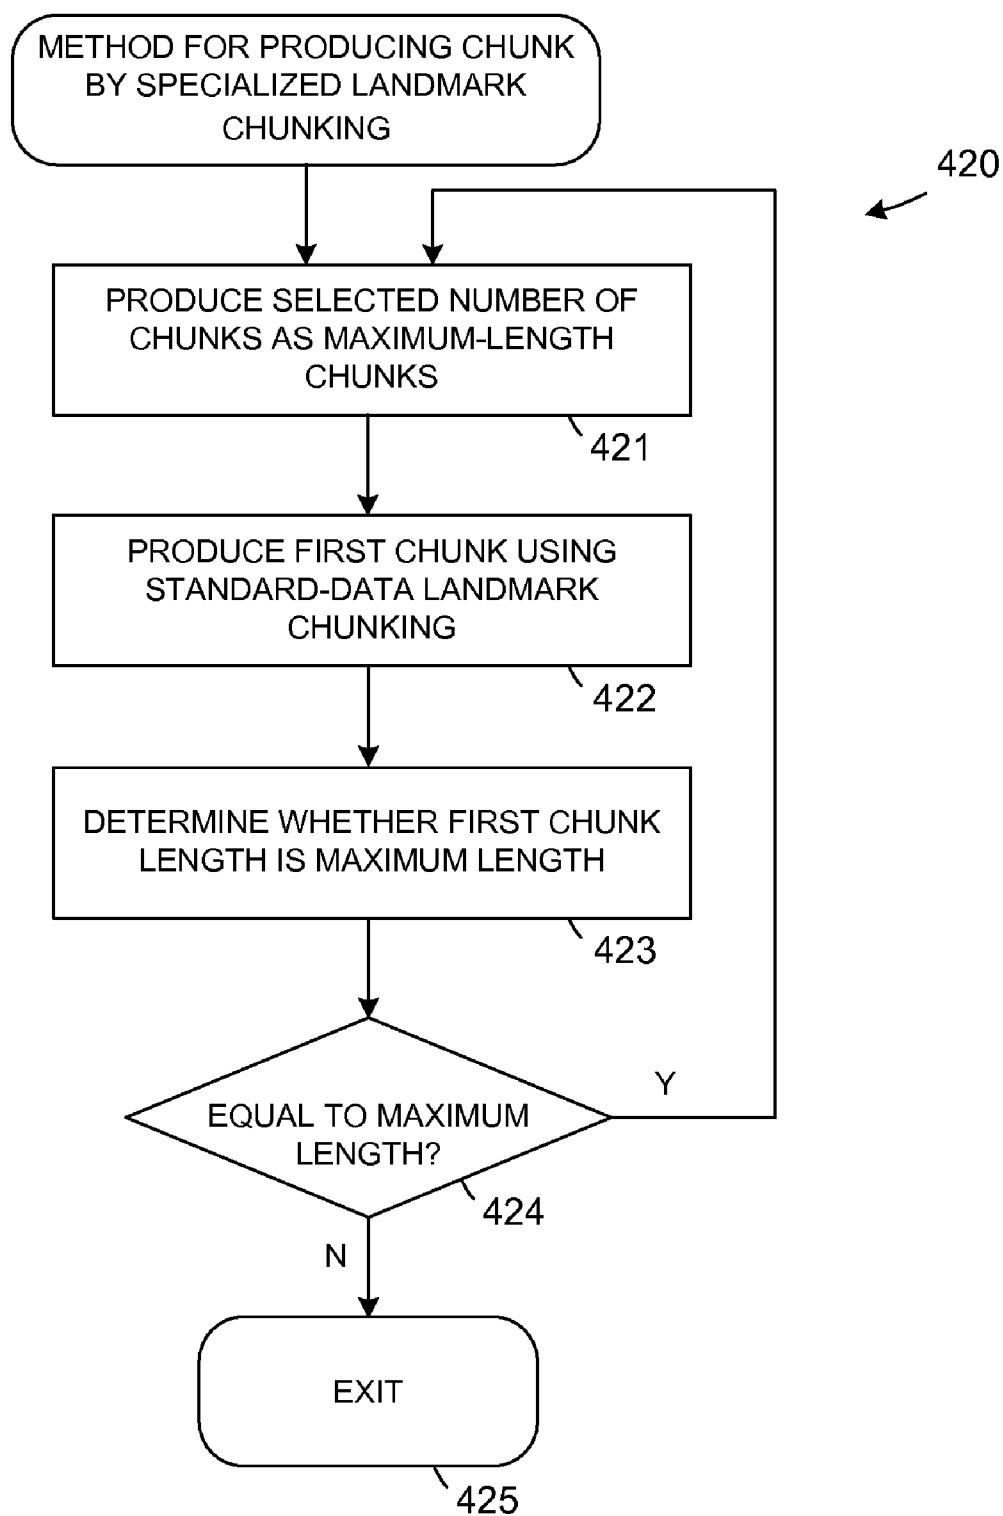 METHOD FOR PRODUCING CHUNK
BY SPECIALIZED LANDMARK
CHUNKING
420
PRODUCE SELECTED NUMBER OF
CHUNKS AS MAXIMUM-LENGTH
CHUNKS
421
PRODUCE FIRST CHUNK USING
STANDARD-DATA LANDMARK
CHUNKING
422
DETERMINE WHETHER FIRST CHUNK
LENGTH IS MAXIMUM LENGTH
423
Y
EQUAL TO MAXIMUM
LENGTH?
424
N
EXIT
425